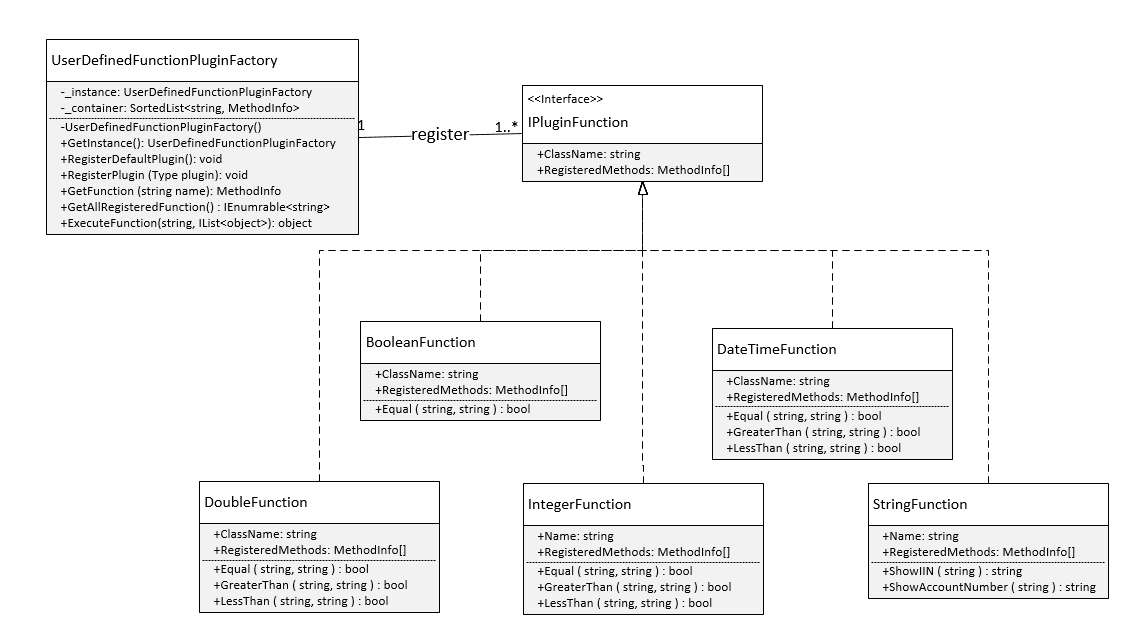 UserDefinedFunctionPluginFactory
-_instance: UserDefinedFunctionPluginFactory
-_container: SortedList<string, MethodInfo>
-UserDefinedFunctionPluginFactory()
+GetInstance(): UserDefinedFunctionPluginFactory
+RegisterDefaultPlugin(): void
+RegisterPlugin (Type plugin): void
+GetFunction (string name): MethodInfo
+GetAllRegisteredFunction() : IEnumrable<string>
+ExecuteFunction(string, IList<object>): object
1
register
1..*
<<Interface>>
IPluginFunction
+ClassName: string
+RegisteredMethods: MethodInfo[]
BooleanFunction
+ClassName: string
+RegisteredMethods: MethodInfo[]
+Equal ( string, string ) : bool
DateTimeFunction
+ClassName: string
+RegisteredMethods: MethodInfo[]
+Equal ( string, string ) : bool
+GreaterThan ( string, string ) : bool
+LessThan ( string, string ) : bool
DoubleFunction
+ClassName: string
+RegisteredMethods: MethodInfo[]
+Equal ( string, string ) : bool
+GreaterThan ( string, string ) : bool
+LessThan ( string, string ) : bool
IntegerFunction
+Name: string
+RegisteredMethods: MethodInfo[]
+Equal ( string, string ) : bool
+GreaterThan ( string, string ) : bool
+LessThan ( string, string ) : bool
StringFunction
+Name: string
+RegisteredMethods: MethodInfo[]
+ShowIIN ( string ) : string
+ShowAccountNumber ( string ) : string